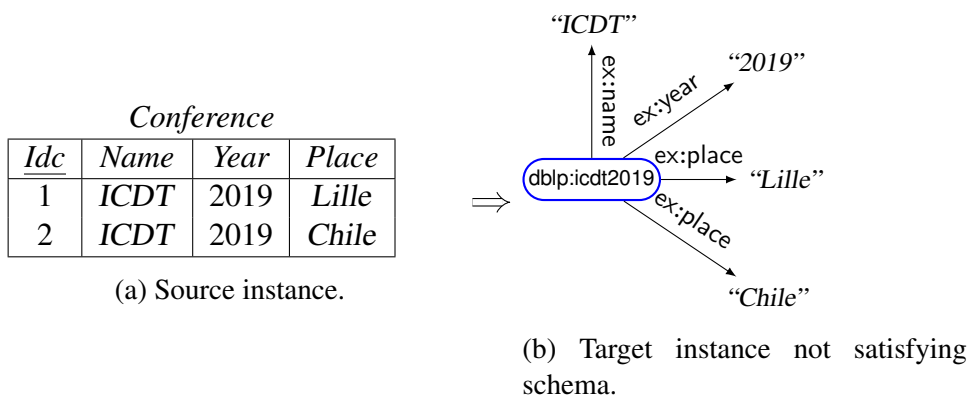 Conference
Idc Name Year Place
1 ICDT 2019 Lille
2 ICDT 2019 Chile
(a) Source instance.
⇒
“ICDT”
ex:name
“2019”
ex:year
dblp:icdt2019
ex:place
“Lille”
ex:place
“Chile”
(b) Target instance not satisfying
schema.